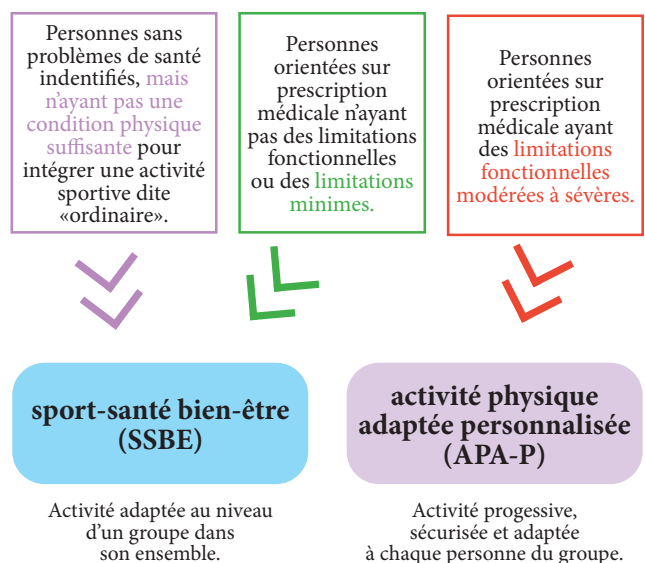 Personnes sans
problèmes de santé
indentifiés, mais
n'ayant pas une
condition physique
suffisante pour
intégrer une activité
sportive dite
«ordinaire».
Personnes
orientées sur
prescription
médicale n'ayant
pas des limitations
fonctionnelles
ou des limitations
minimes.
Personnes
orientées sur
prescription
médicale ayant
des limitations
fonctionnelles
modérées à sévères.
sport-santé bien-être
(SSBE)
activité physique
adaptée personnalisée
(APA-P)
Activité adaptée au niveau
d'un groupe dans
son ensemble.
Activité progessive,
sécurisée et adaptée
à chaque personne du groupe.